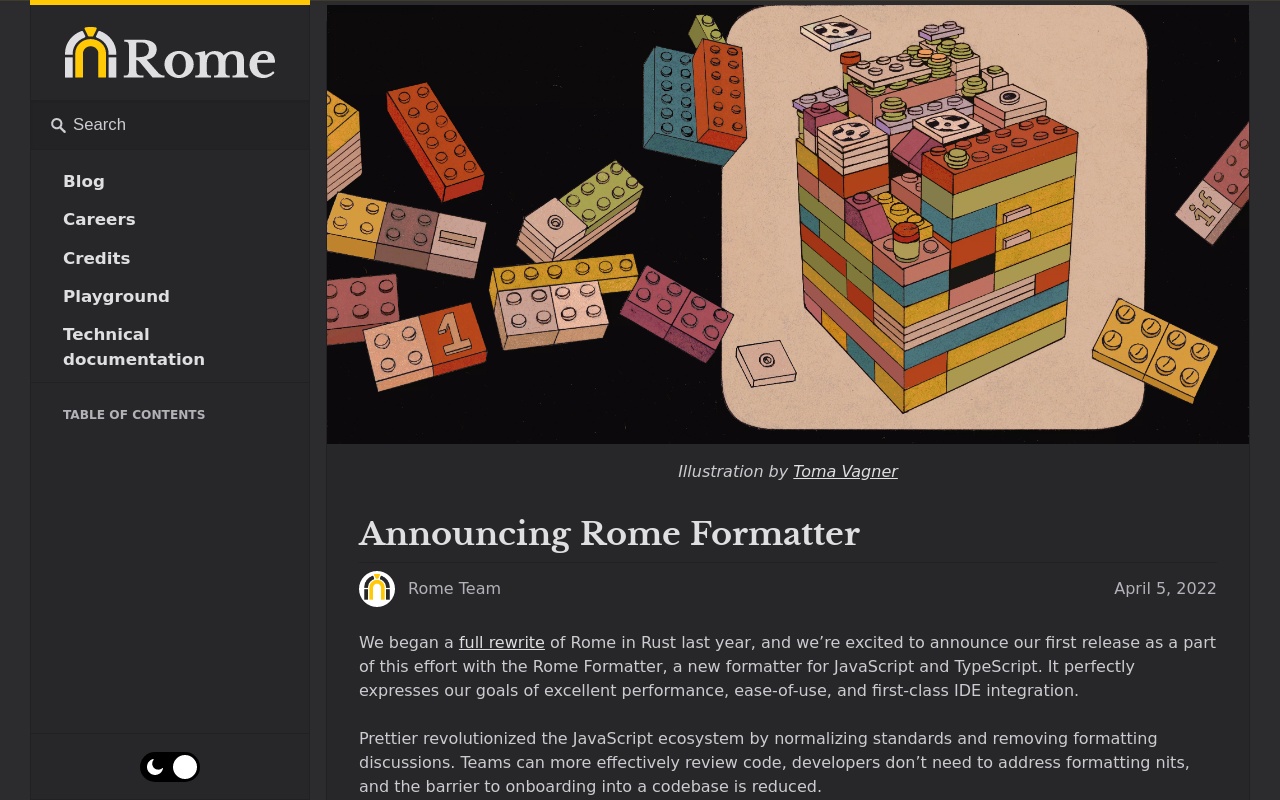 Rome
Search
Blog
Careers
Credits
Playground
Technical
documentation
TABLE OF CONTENTS
1
if
Illustration by Toma Vagner
Announcing Rome Formatter
Rome Team
April 5, 2022
We began a full rewrite of Rome in Rust last year, and we’re excited to announce our first release as a part
of this effort with the Rome Formatter, a new formatter for JavaScript and TypeScript. It perfectly
expresses our goals of excellent performance, ease-of-use, and first-class IDE integration.
Prettier revolutionized the JavaScript ecosystem by normalizing standards and removing formatting
discussions. Teams can more effectively review code, developers don’t need to address formatting nits,
and the barrier to onboarding into a codebase is reduced.